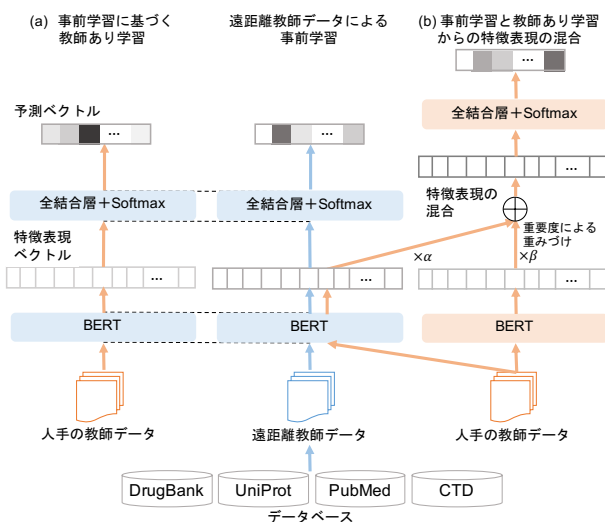 (a) 事前学習に基づく
教師あり学習
遠距離教師データによる
事前学習
(b) 事前学習と教師あり学習
からの特徴表現の混合
...
予測ベクトル
...
...
全結合層+Softmax
...
全結合層+Softmax
全結合層+Softmax
特徴表現の
混合
重要度による
重みづけ
特徴表現
ベクトル
×α
×β
...
...
...
BERT
BERT
BERT
人手の教師データ
遠距離教師データ
人手の教師データ
DrugBank
UniProt
PubMed
CTD
データベース